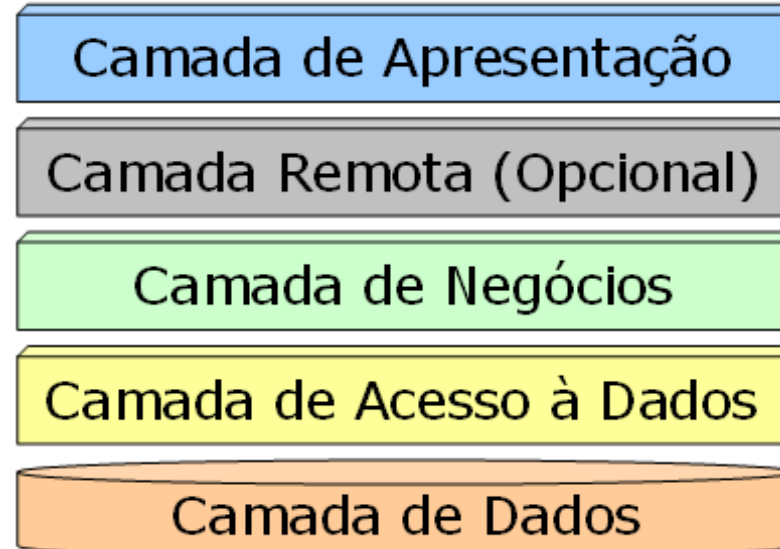 Camada de Apresentação
Camada Remota (Opcional)
Camada de Negócios
Camada de Acesso à Dados
Camada de Dados